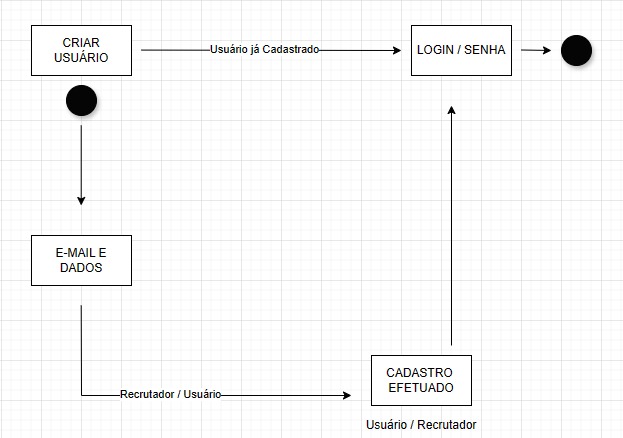 CRIAR
USUÁRIO
Usuário já Cadastrado
LOGIN / SENHA
E-MAIL E
DADOS
Recrutador / Usuário
CADASTRO
EFETUADO
Usuário / Recrutador